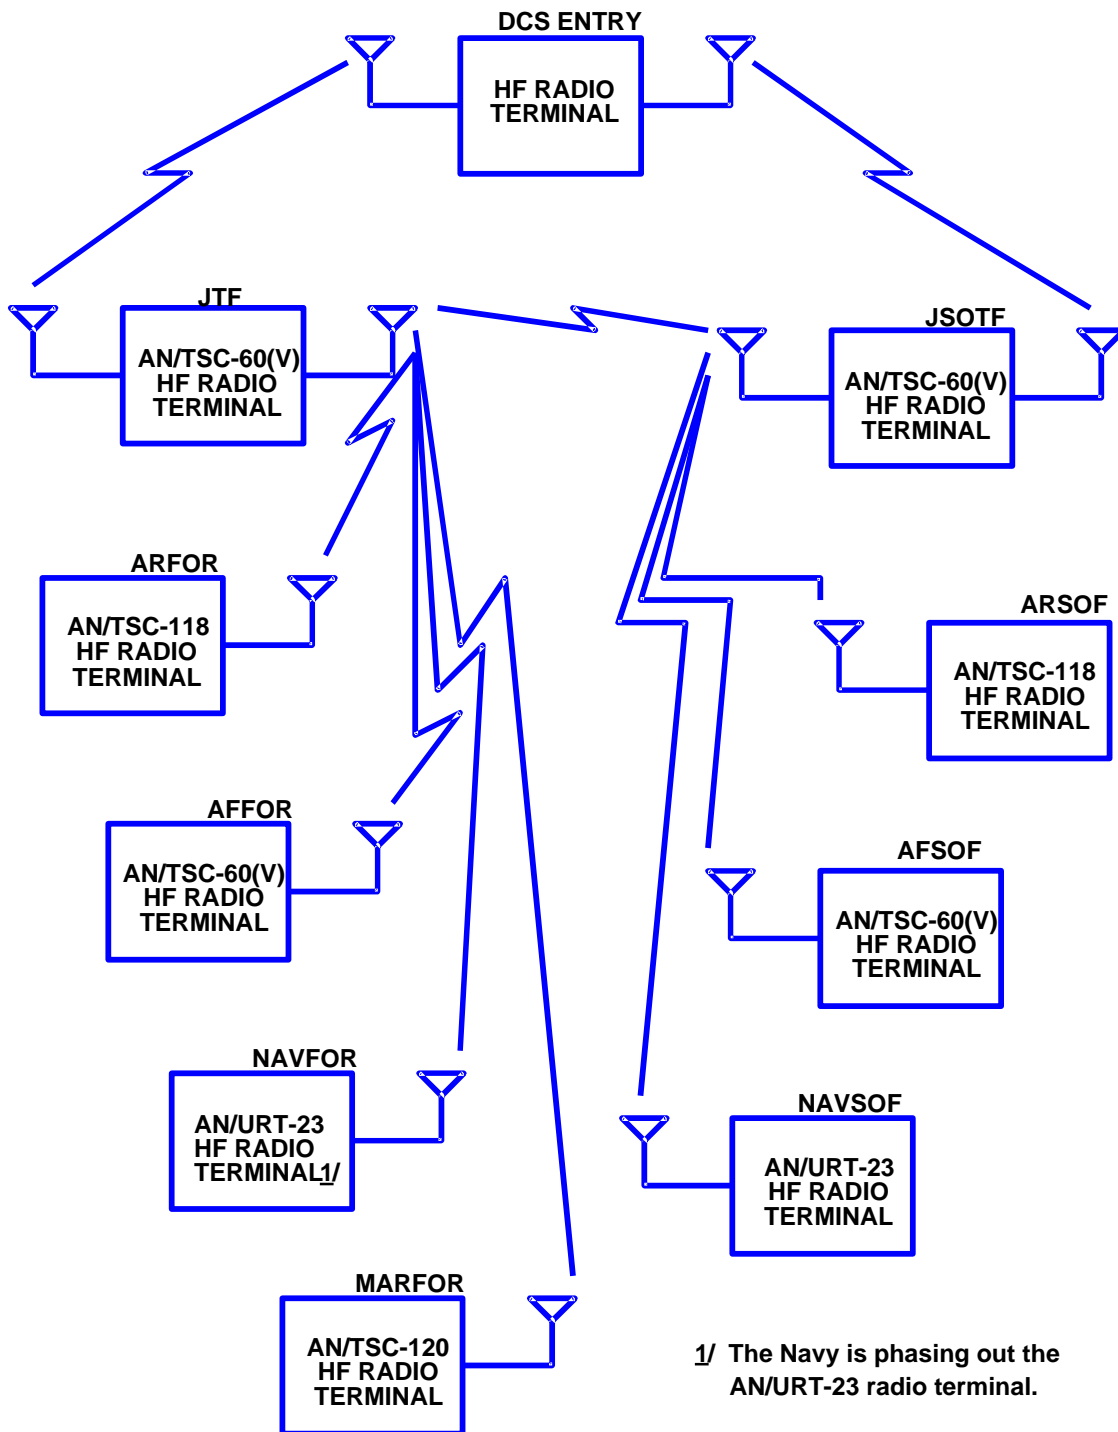 DCS ENTRY
HF RADIO
TERMINAL
JTF
AN/TSC-60(V)
HF RADIO
TERMINAL
JSOTF
AN/TSC-60(V)
HF RADIO
TERMINAL
ARFOR
AN/TSC-118
HF RADIO
TERMINAL
ARSOF
AN/TSC-118
HF RADIO
TERMINAL
AFFOR
AN/TSC-60(V)
HF RADIO
TERMINAL
AFSOF
AN/TSC-60(V)
HF RADIO
TERMINAL
NAVFOR
AN/URT-23
HF RADIO
TERMINAL1/
NAVSOF
AN/URT-23
HF RADIO
TERMINAL
MARFOR
AN/TSC-120
HF RADIO
TERMINAL
1/ The Navy is phasing out the
AN/URT-23 radio terminal.